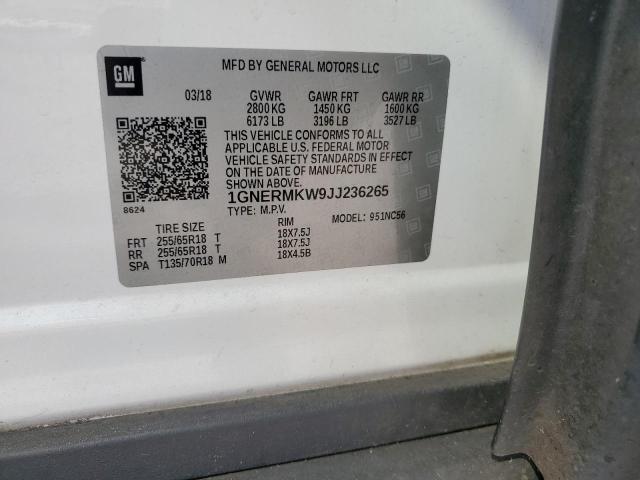 GM
MFD BY GENERAL MOTORS LLC
03/18 GVWR GAWR FRT GAWR RR
2800 KG 1450 KG 1600 KG
6173 LB 3196 LB 3527 LB
THIS VEHICLE CONFORMS TO ALL
APPLICABLE U.S. FEDERAL MOTOR
VEHICLE SAFETY STANDARDS IN EFFECT
ON THE DATE OF MANUFACTURE
SHOWN ABOVE.
1GNERMKW9JJ236265
8624
TYPE: M.P.V. MODEL: 951NC56
TIRE SIZE RIM
FRT 255/65R18 T 18X7.5J
RR 255/65R18 T 18X7.5J
SPA T135/70R18 M 18X4.5B